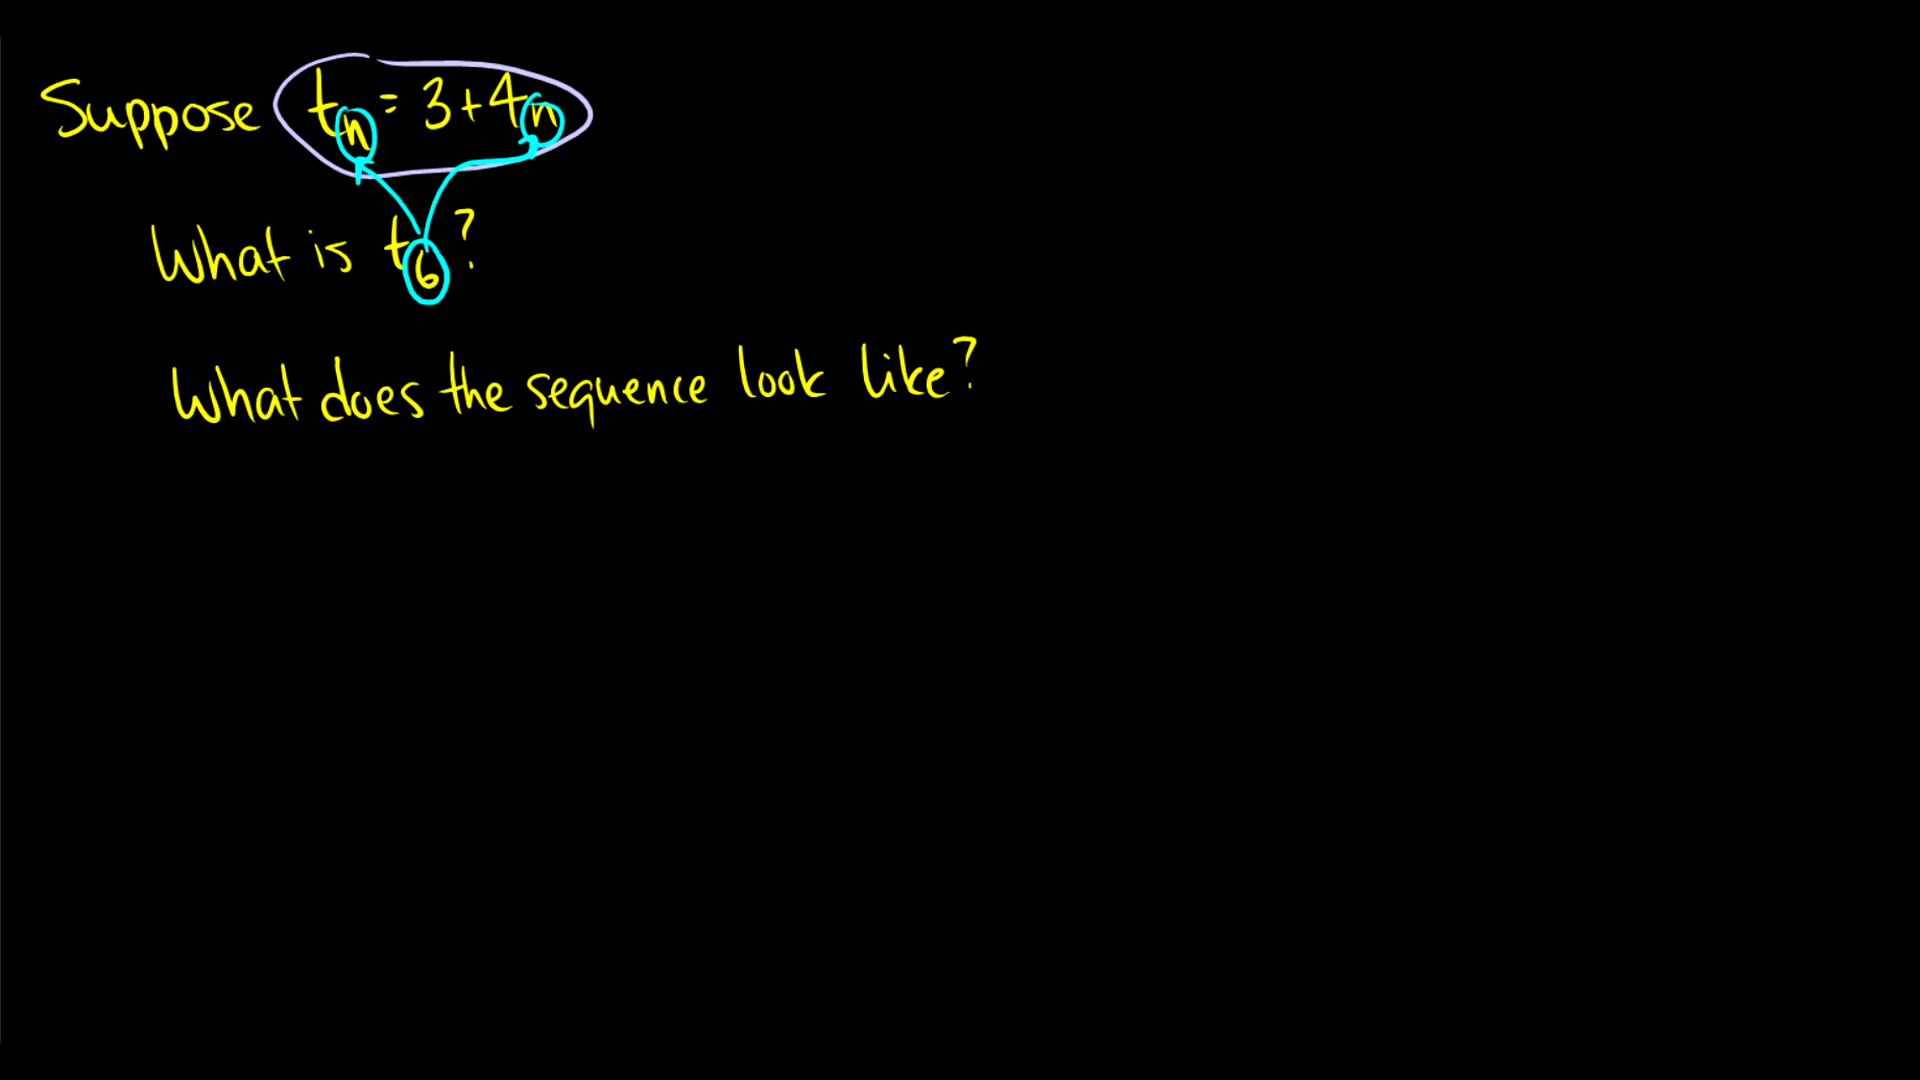 Suppose tₙ = 3+4n
What is t₆?
What does the sequence look like?